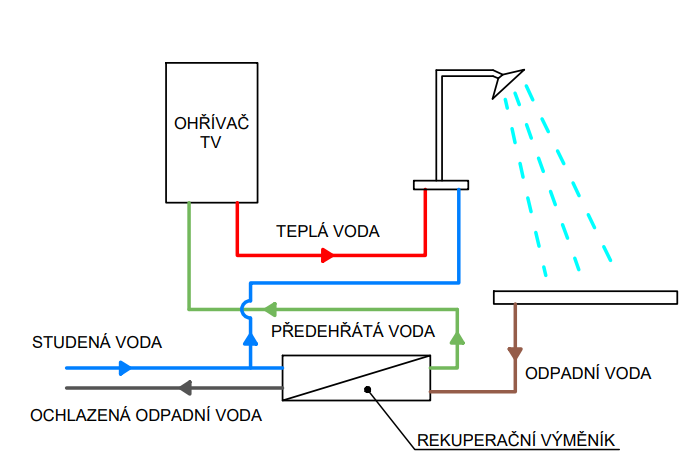 OHŘÍVAČ
TV
TEPLÁ VODA
PŘEDEHŘÁTÁ VODA
STUDENÁ VODA
ODPADNÍ VODA
OCHLAZENÁ ODPADNÍ VODA
REKUPERAČNÍ VÝMĚNÍK